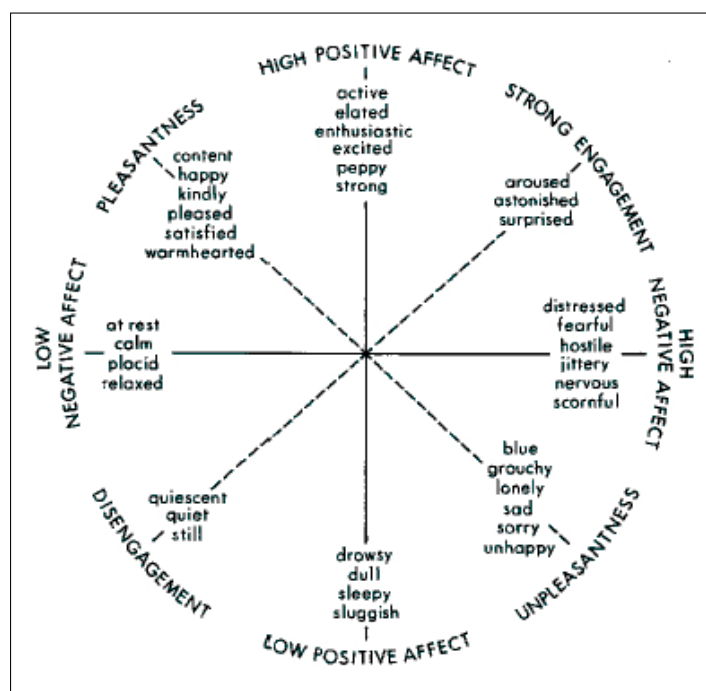 HIGH POSITIVE AFFECT
active
elated
enthusiastic
excited
peppy
strong
STRONG ENGAGEMENT
aroused
astonished
surprised
PLEASANTNESS
content
happy
kindly
pleased
satisfied
warmhearted
HIGH
NEGATIVE AFFECT
distressed
fearful
hostile
jittery
nervous
scornful
LOW
NEGATIVE AFFECT
at rest
calm
placid
relaxed
UNPLEASANTNESS
blue
grouchy
lonely
sad
sorry
unhappy
DISENGAGEMENT
quiescent
quiet
still
drowsy
dull
sleepy
sluggish
LOW POSITIVE AFFECT